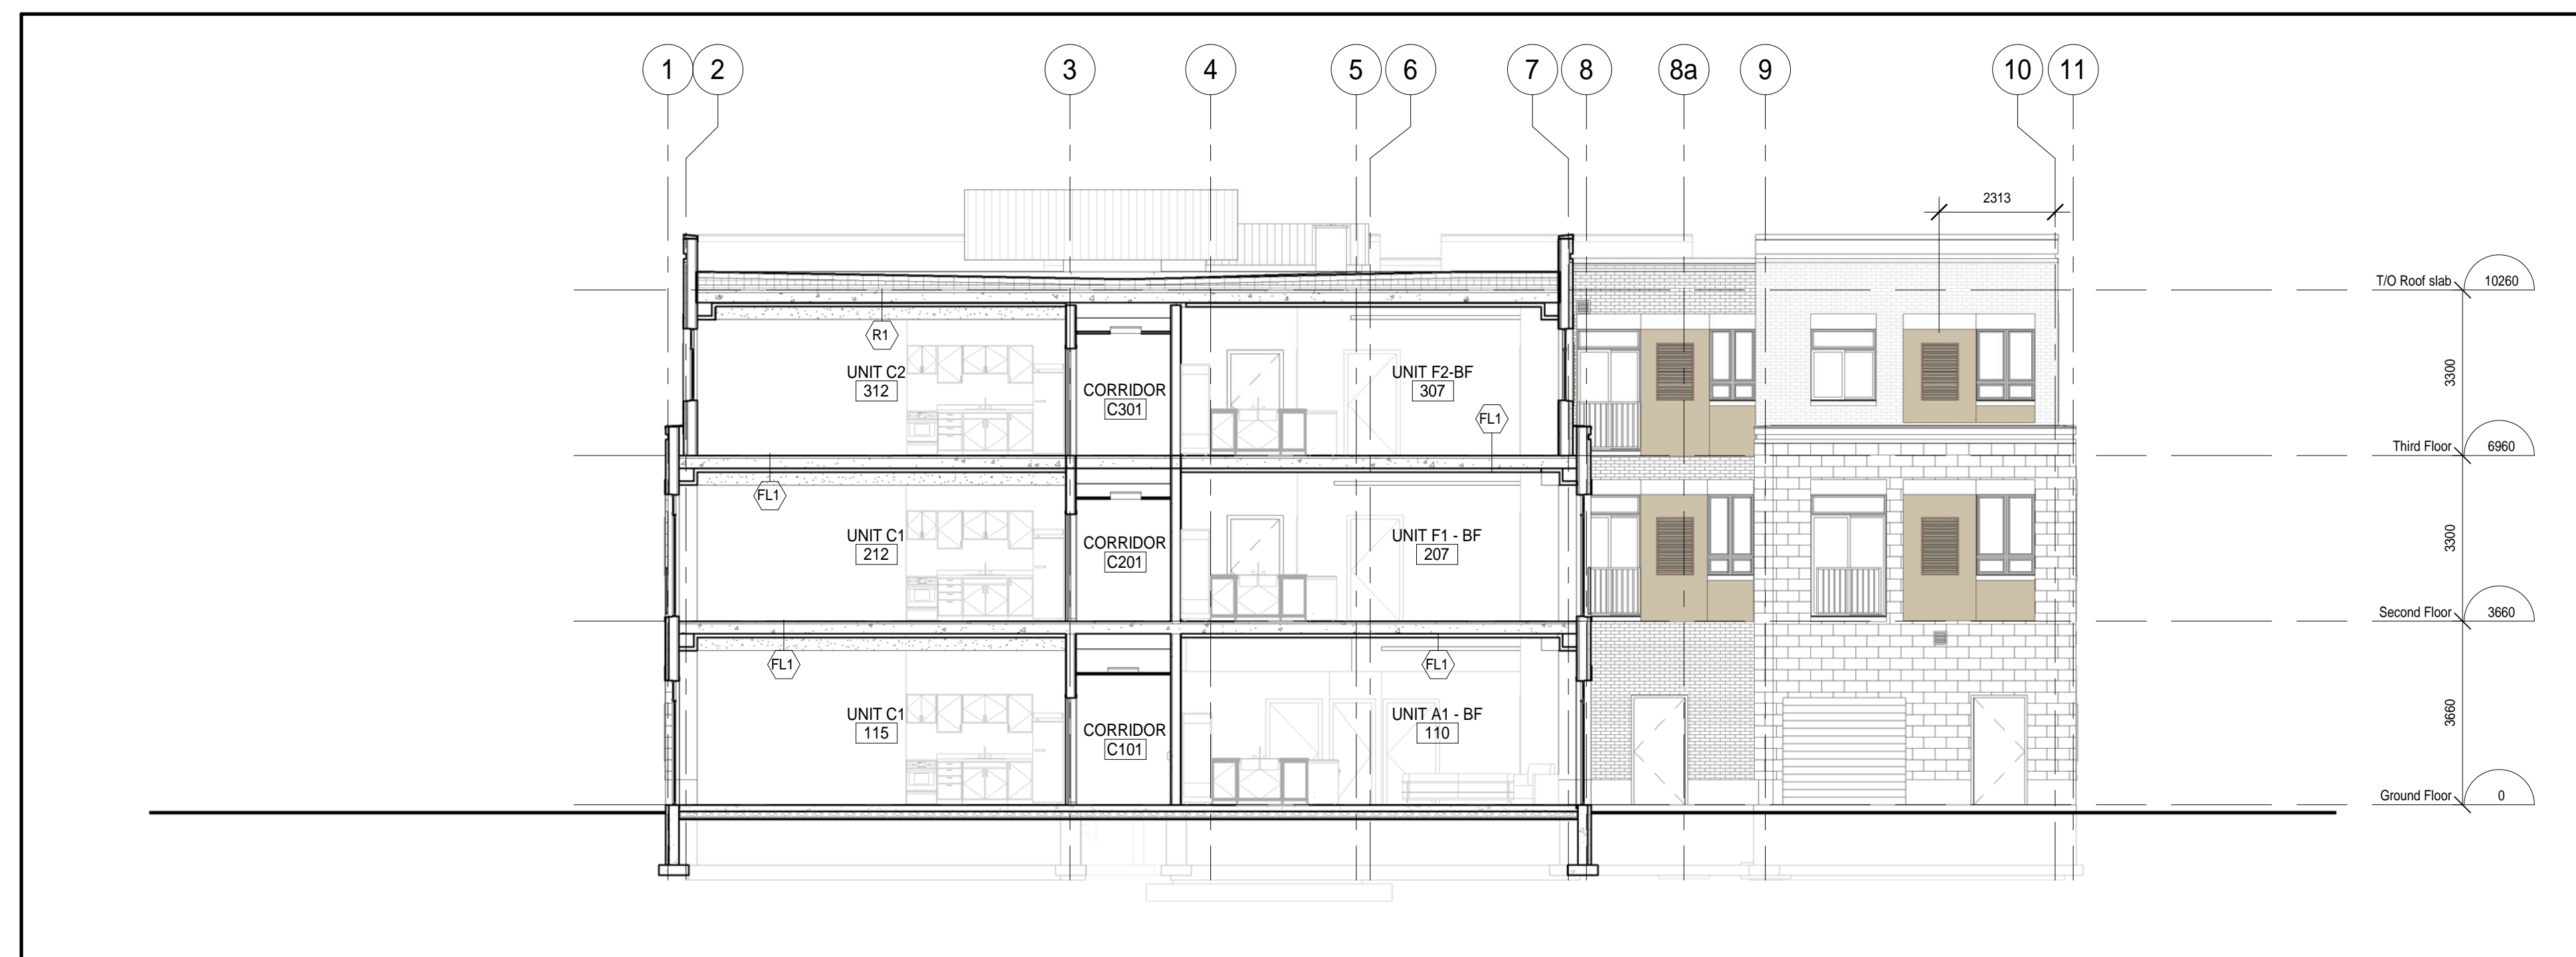 1
2
3
4
5
6
7
8
8a
9
10
11
2313
T/O Roof slab
10260
R1
3300
UNIT C2
312
CORRIDOR
C301
UNIT F2-BF
307
FL1
Third Floor
6960
FL1
3300
UNIT C1
212
CORRIDOR
C201
UNIT F1 - BF
207
Second Floor
3660
FL1
FL1
3660
UNIT C1
115
CORRIDOR
C101
UNIT A1 - BF
110
Ground Floor
0